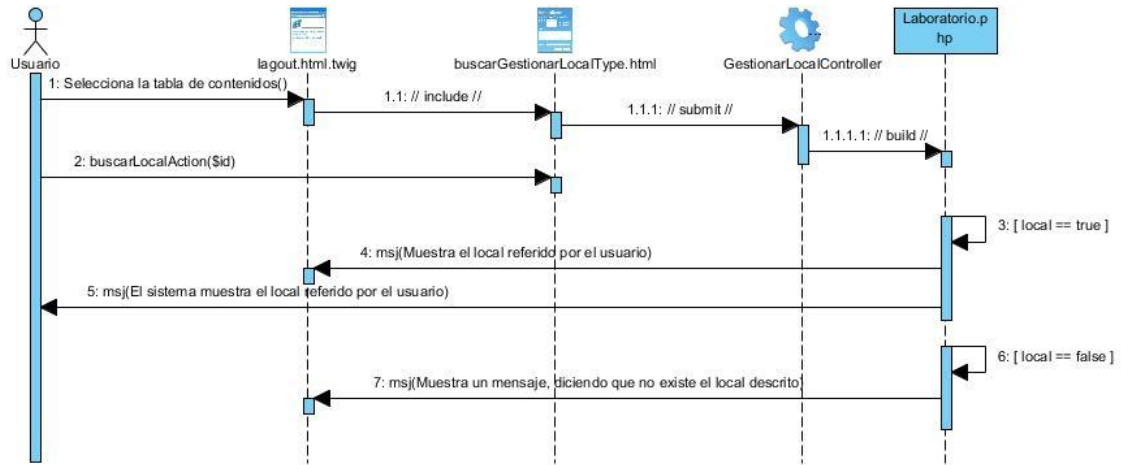 Usuario
lagout.html.twig
buscarGestionarLocalType.html
GestionarLocalController
Laboratorio.p
hp
1: Selecciona la tabla de contenidos()
1.1: // include //
1.1.1: // submit //
1.1.1.1: // build //
2: buscarLocalAction($id)
3: [ local == true ]
4: msj(Muestra el local referido por el usuario)
5: msj(El sistema muestra el local referido por el usuario)
6: [ local == false ]
7: msj(Muestra un mensaje, diciendo que no existe el local descrito)